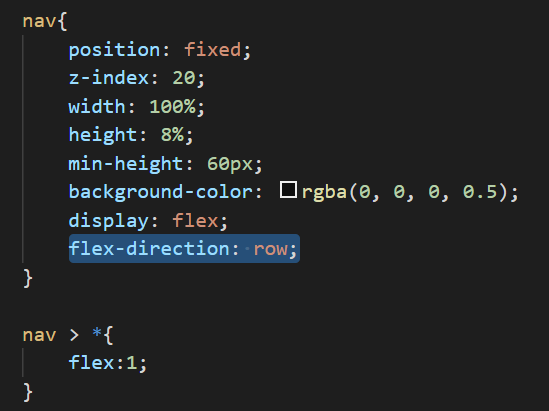 nav{
position: fixed;
z-index: 20;
width: 100%;
height: 8%;
min-height: 60px;
background-color: rgba(0, 0, 0, 0.5);
display: flex;
flex-direction: row;
}
nav > *{
flex:1;
}